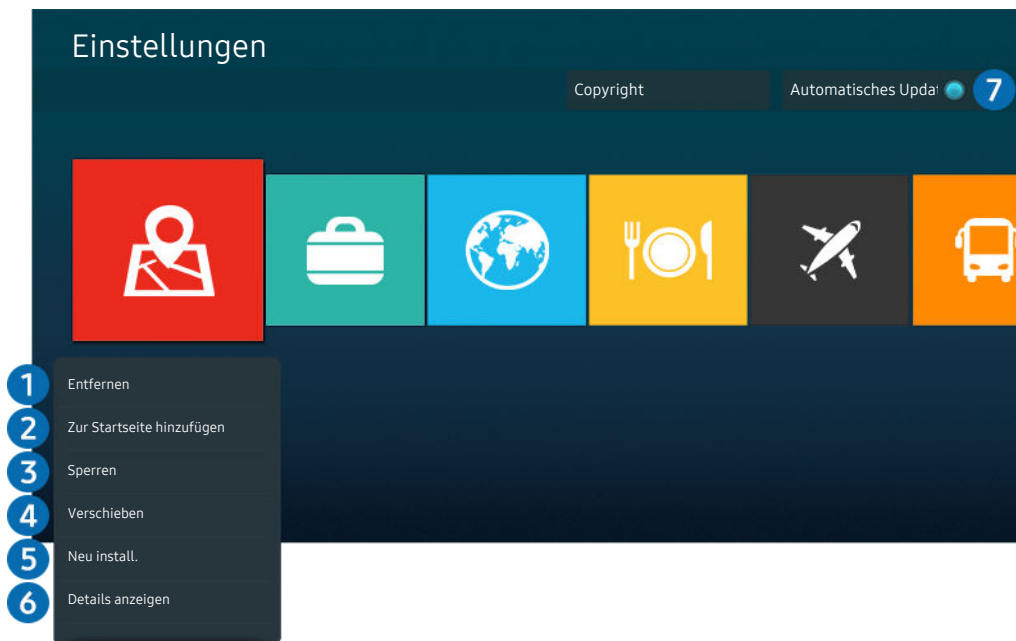 Einstellungen
Copyright
Automatisches Updat
7
1 Entfernen
2 Zur Startseite hinzufügen
3 Sperren
4 Verschieben
5 Neu install.
6 Details anzeigen